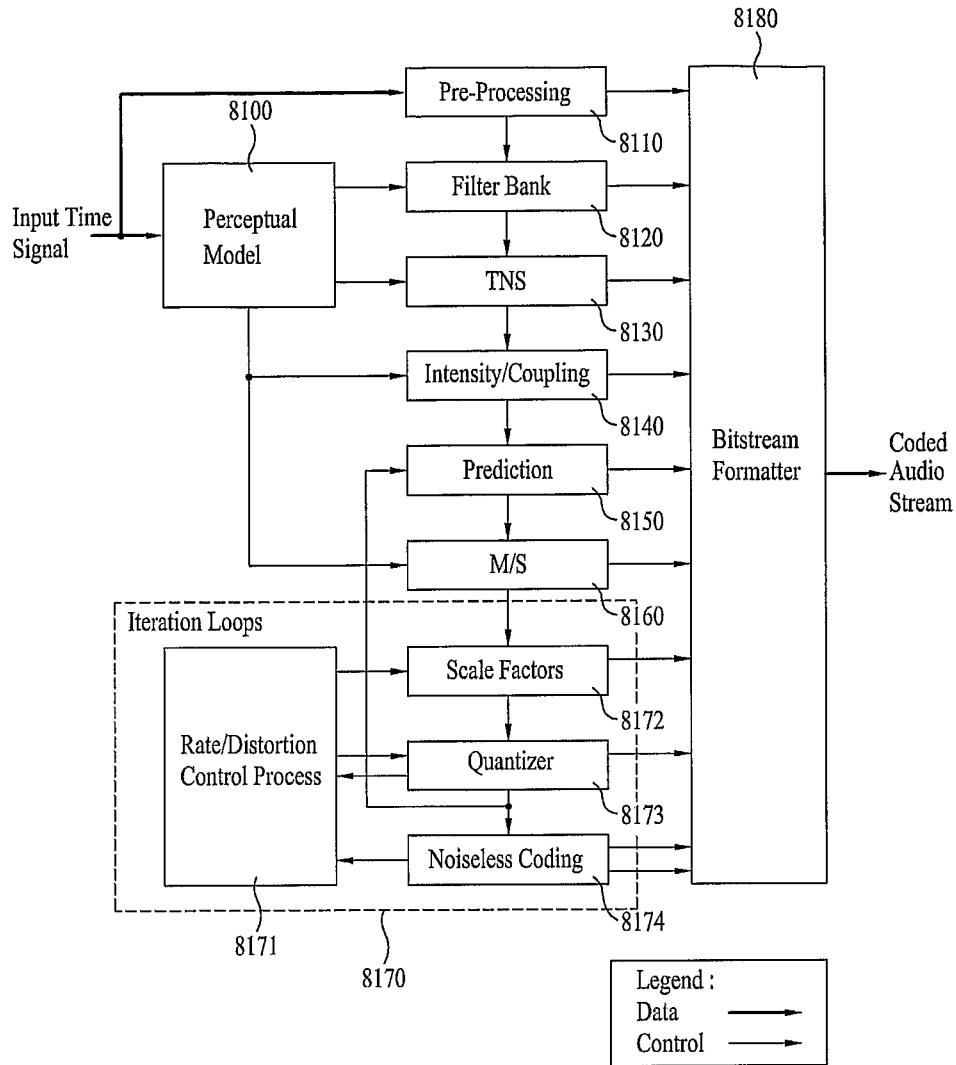 8180
Pre-Processing
8100
8110
Filter Bank
Input Time
Signal
Perceptual
Model
8120
TNS
8130
Intensity/Coupling
8140
Bitstream
Formatter
Coded
Audio
Stream
Prediction
8150
M/S
8160
Iteration Loops
Scale Factors
8172
Rate/Distortion
Control Process
Quantizer
8173
Noiseless Coding
8174
8171
8170
Legend :
Data
Control